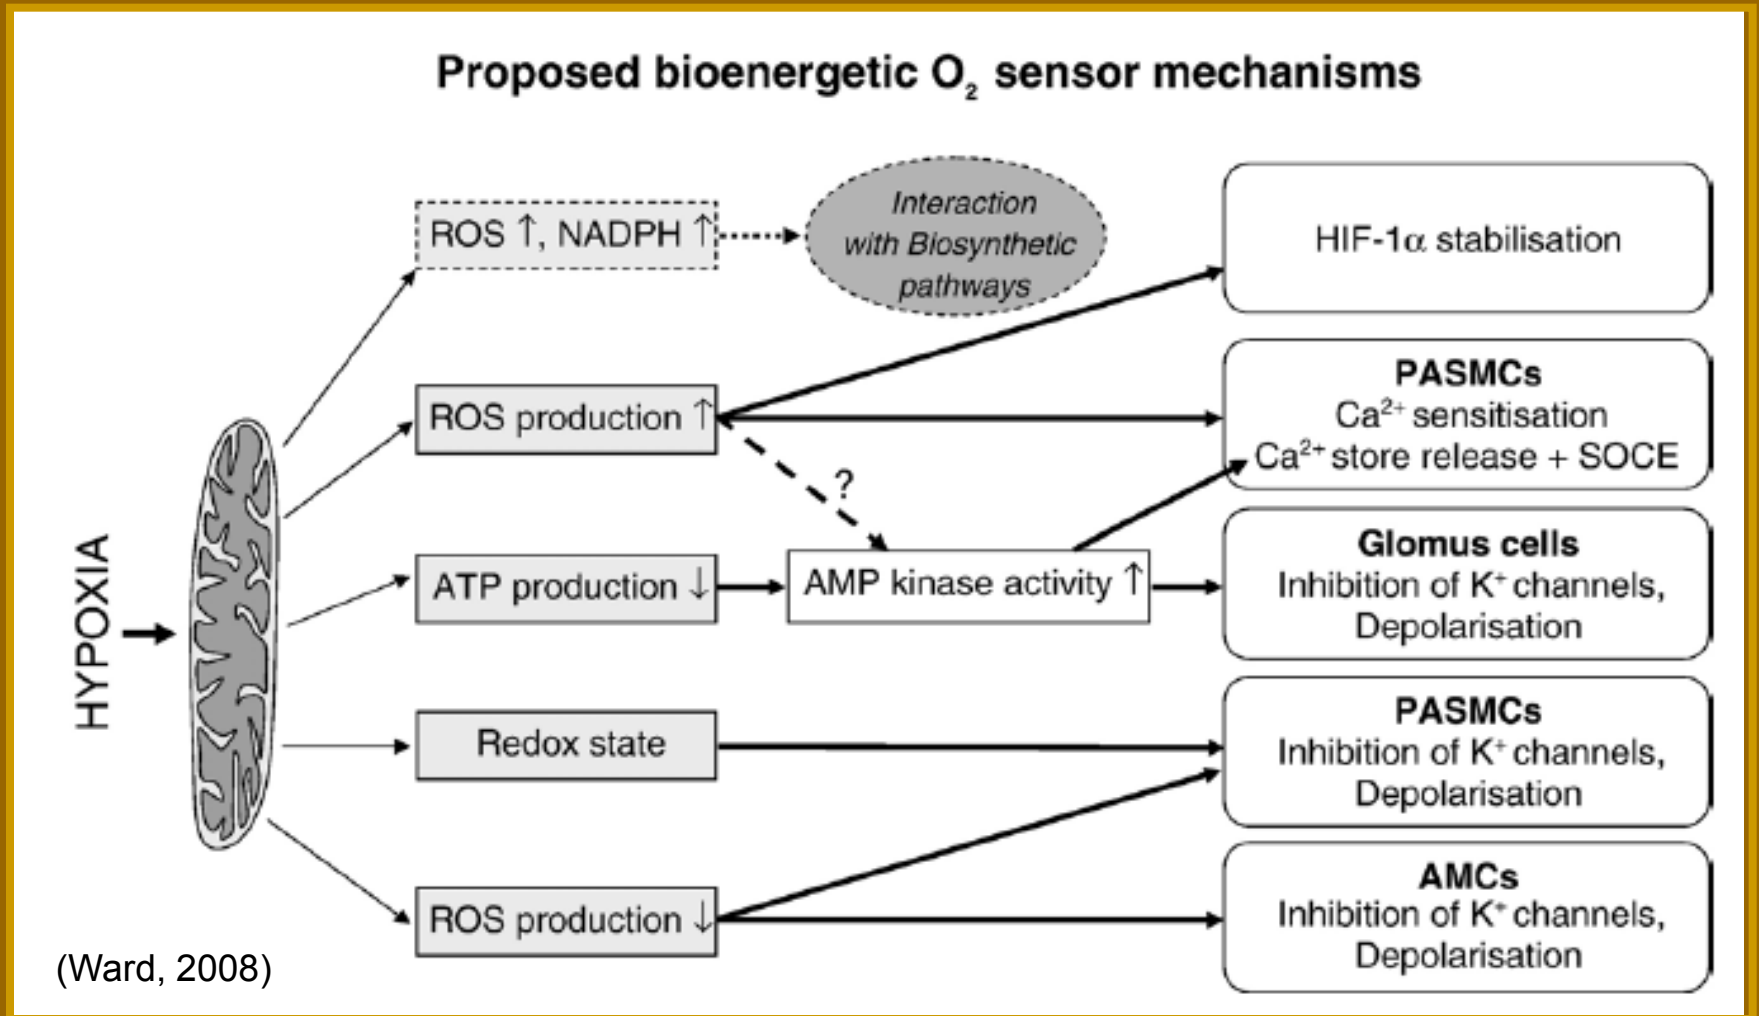 Proposed bioenergetic O₂ sensor mechanisms
HYPOXIA
ROS ↑, NADPH ↑
Interaction
with Biosynthetic
pathways
HIF-1α stabilisation
ROS production ↑
PASMCs
Ca²⁺ sensitisation
Ca²⁺ store release + SOCE
?
ATP production ↓
AMP kinase activity ↑
Glomus cells
Inhibition of K⁺ channels,
Depolarisation
Redox state
PASMCs
Inhibition of K⁺ channels,
Depolarisation
ROS production ↓
AMCs
Inhibition of K⁺ channels,
Depolarisation
(Ward, 2008)